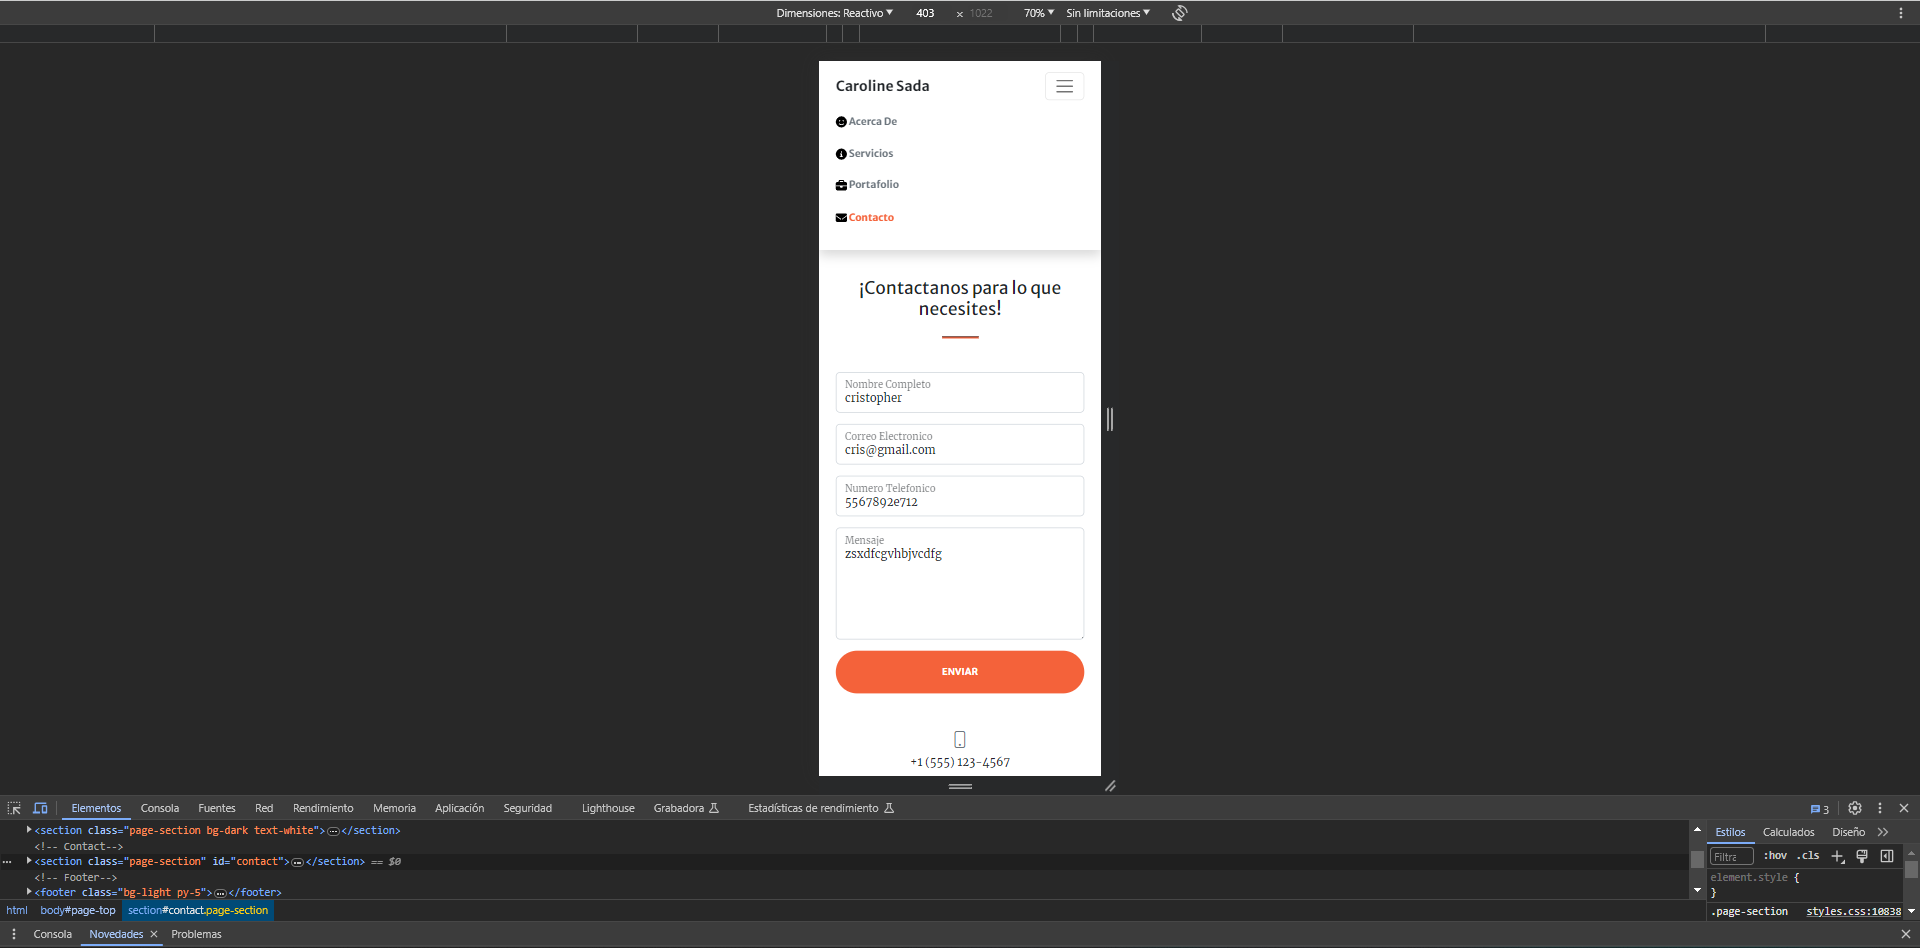 Dimensiones: Reactivo ▼ 403 × 1022 70% ▼ Sin limitaciones ▼
Caroline Sada
Acerca De
Servicios
Portafolio
Contacto
¡Contactanos para lo que
necesites!
Nombre Completo
cristopher
Correo Electronico
cris@gmail.com
Numero Telefonico
5567892e712
Mensaje
zsxdfcgvhbjvcdfg
ENVIAR
+1 (555) 123-4567
Elementos Consola Fuentes Red Rendimiento Memoria Aplicación Seguridad Lighthouse Grabadora Estadísticas de rendimiento 3
<section class="page-section bg-dark text-white">…</section>
<!-- Contact-->
… <section class="page-section" id="contact">…</section> == $0
<!-- Footer-->
<footer class="bg-light py-5">…</footer>
html body#page-top section#contact.page-section
Estilos Calculados Diseño
Filtra :hov .cls
element.style {
}
.page-section styles.css:10838
Consola Novedades × Problemas